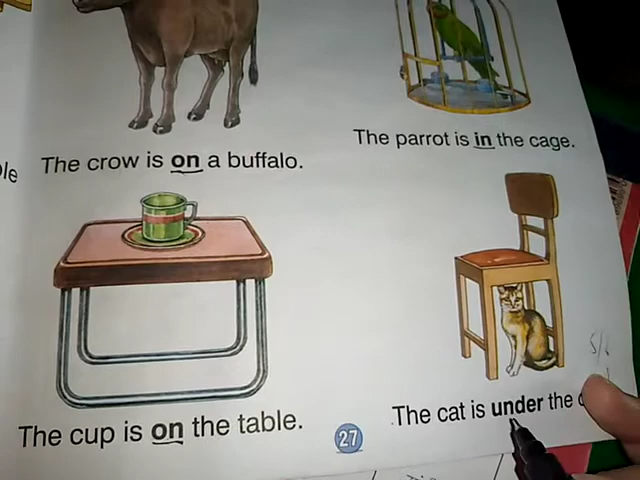 The crow is on a buffalo.
The parrot is in the cage.
The cup is on the table.
The cat is under the
27